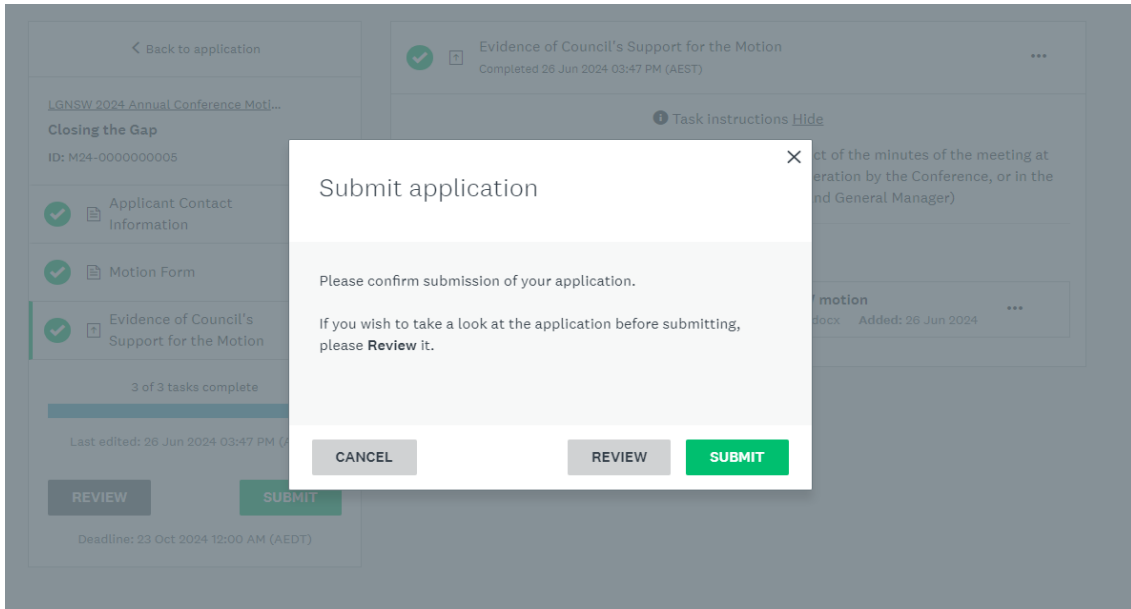 Back to application
LGNSW 2024 Annual Conference Moti...
Closing the Gap
ID: M24-0000000005
Applicant Contact
Information
Motion Form
Evidence of Council's
Support for the Motion
3 of 3 tasks complete
Last edited: 26 Jun 2024 03:47 PM (A
REVIEW
SUBMIT
Deadline: 23 Oct 2024 12:00 AM (AEDT)
Evidence of Council's Support for the Motion
Completed 26 Jun 2024 03:47 PM (AEST)
...
Task instructions Hide
ct of the minutes of the meeting at
eration by the Conference, or in the
nd General Manager)
motion
docx Added: 26 Jun 2024
...
Submit application
Please confirm submission of your application.
If you wish to take a look at the application before submitting,
please Review it.
CANCEL
REVIEW
SUBMIT